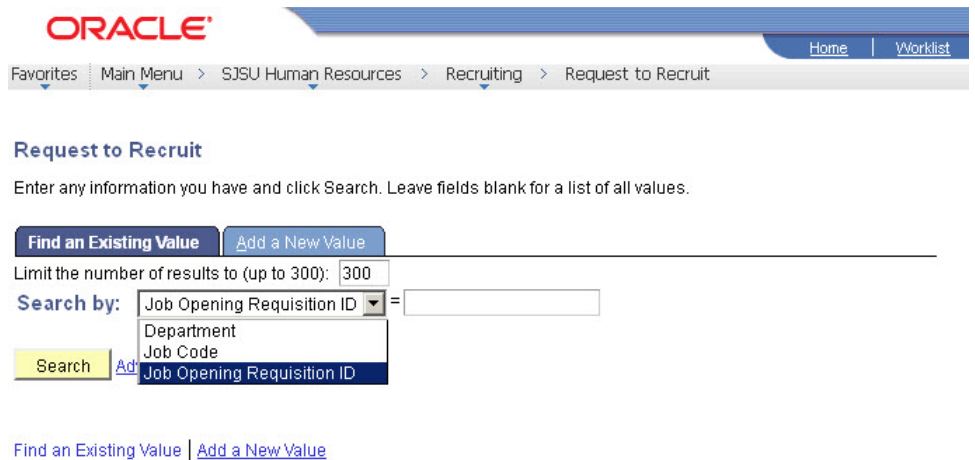 ORACLE
Home | Worklist
Favorites Main Menu > SJSU Human Resources > Recruiting > Request to Recruit
Request to Recruit
Enter any information you have and click Search. Leave fields blank for a list of all values.
Find an Existing Value Add a New Value
Limit the number of results to (up to 300): 300
Search by: Job Opening Requisition ID =
Department
Job Code
Search Ad Job Opening Requisition ID
Find an Existing Value | Add a New Value